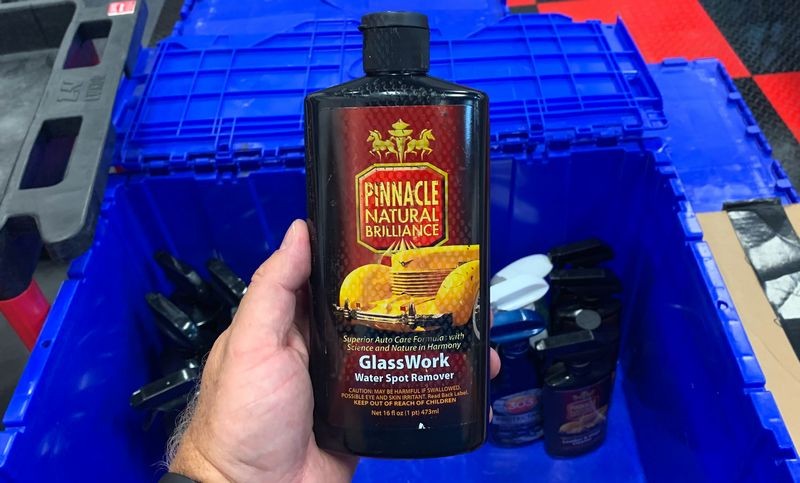 PINNACLE
NATURAL
BRILLIANCE
Superior Auto Care Formulas with
Science and Nature in Harmony
GlassWork
Water Spot Remover
CAUTION: MAY BE HARMFUL IF SWALLOWED.
POSSIBLE EYE AND SKIN IRRITANT. Read Back Label.
KEEP OUT OF REACH OF CHILDREN
Net 16 fl oz (1 pt) 473ml
PINNACLE